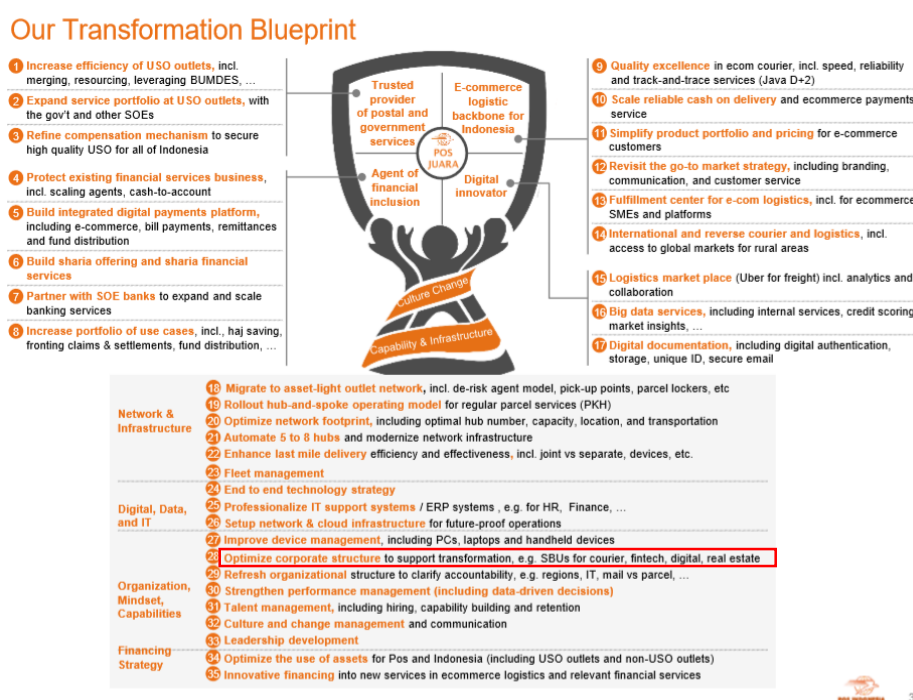 Our Transformation Blueprint
1 Increase efficiency of USO outlets, incl.
merging, resourcing, leveraging BUMDES, ...
2 Expand service portfolio at USO outlets, with
the gov't and other SOEs
3 Refine compensation mechanism to secure
high quality USO for all of Indonesia
4 Protect existing financial services business,
incl. scaling agents, cash-to-account
5 Build integrated digital payments platform,
including e-commerce, bill payments, remittances
and fund distribution
6 Build sharia offering and sharia financial
services
7 Partner with SOE banks to expand and scale
banking services
8 Increase portfolio of use cases, incl., haj saving,
fronting claims & settlements, fund distribution, ...
Trusted
provider
of postal and
government
services
E-commerce
logistic
backbone for
Indonesia
POS
JUARA
Agent of
financial
inclusion
Digital
innovator
Culture Change
Capability & Infrastructure
9 Quality excellence in ecom courier, incl. speed, reliability
and track-and-trace services (Java D+2)
10 Scale reliable cash on delivery and ecommerce payments
service
11 Simplify product portfolio and pricing for e-commerce
customers
12 Revisit the go-to market strategy, including branding,
communication, and customer service
13 Fulfillment center for e-com logistics, incl. for ecommerce
SMEs and platforms
14 International and reverse courier and logistics, incl.
access to global markets for rural areas
15 Logistics market place (Uber for freight) incl. analytics and
collaboration
16 Big data services, including internal services, credit scoring,
market insights, ...
17 Digital documentation, including digital authentication,
storage, unique ID, secure email
Network &
Infrastructure
18 Migrate to asset-light outlet network, incl. de-risk agent model, pick-up points, parcel lockers, etc
19 Rollout hub-and-spoke operating model for regular parcel services (PKH)
20 Optimize network footprint, including optimal hub number, capacity, location, and transportation
21 Automate 5 to 8 hubs and modernize network infrastructure
22 Enhance last mile delivery efficiency and effectiveness, incl. joint vs separate, devices, etc.
23 Fleet management
Digital, Data,
and IT
24 End to end technology strategy
25 Professionalize IT support systems / ERP systems , e.g. for HR, Finance, ...
26 Setup network & cloud infrastructure for future-proof operations
27 Improve device management, including PCs, laptops and handheld devices
Organization,
Mindset,
Capabilities
28 Optimize corporate structure to support transformation, e.g. SBUs for courier, fintech, digital, real estate
29 Refresh organizational structure to clarify accountability, e.g. regions, IT, mail vs parcel, ...
30 Strengthen performance management (including data-driven decisions)
31 Talent management, including hiring, capability building and retention
32 Culture and change management and communication
33 Leadership development
Financing
Strategy
34 Optimize the use of assets for Pos and Indonesia (including USO outlets and non-USO outlets)
35 Innovative financing into new services in ecommerce logistics and relevant financial services